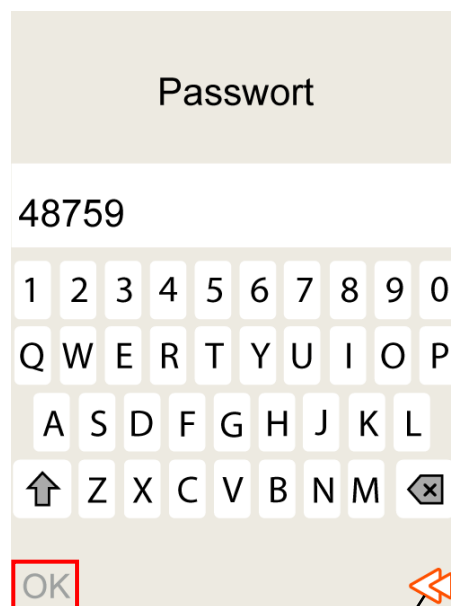 Passwort
48759
1 2 3 4 5 6 7 8 9 0
Q W E R T Y U I O P
A S D F G H J K L
Z X C V B N M
OK